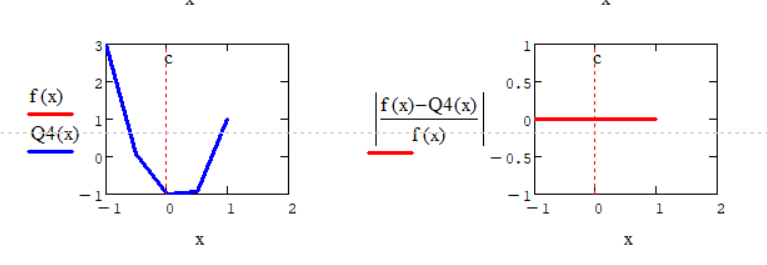 x x
3 1
c c
2 0.5
f(x)
1 |f(x)−Q4(x)| 0
Q4(x) f(x)
0 −0.5
−1 −1
−1 0 1 2 −1 0 1 2
x x